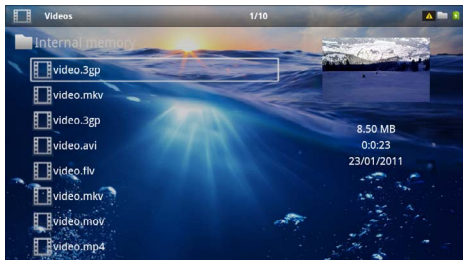 Videos
1/10
Internal memory
video.3gp
video.mkv
video.3gp
video.avi
video.flv
video.mkv
video.mov
video.mp4
8.50 MB
0:0:23
23/01/2011